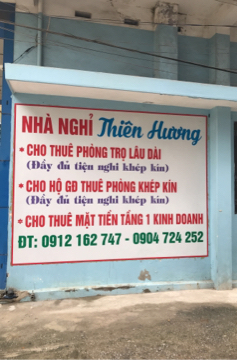 NHÀ NGHỈ Thiên Hương
* CHO THUÊ PHÒNG TRỌ LÂU DÀI
(Đầy đủ tiện nghi khép kín)
* CHO HỘ GĐ THUÊ PHÒNG KHÉP KÍN
(Đầy đủ tiện nghi khép kín)
* CHO THUÊ MẶT TIỀN TẦNG 1 KINH DOANH
ĐT: 0912 162 747 - 0904 724 252